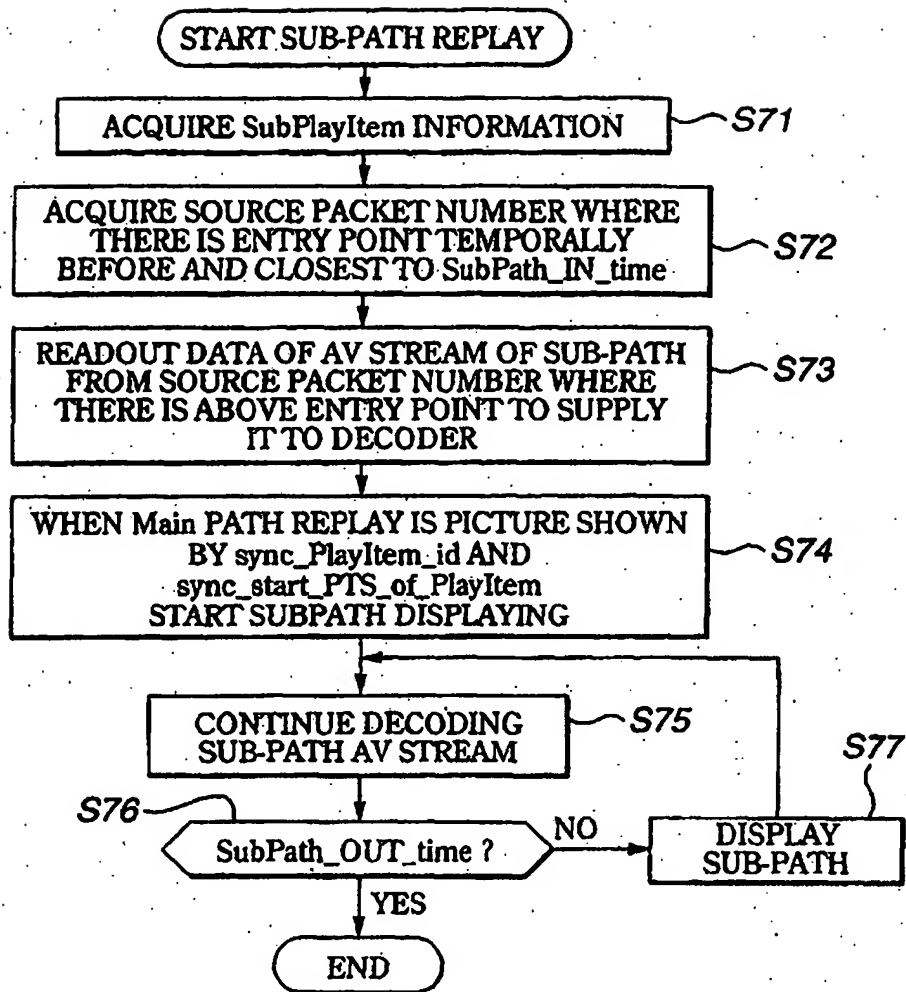 START SUB-PATH REPLAY
ACQUIRE SubPlayItem INFORMATION
S71
ACQUIRE SOURCE PACKET NUMBER WHERE
THERE IS ENTRY POINT TEMPORALLY
BEFORE AND CLOSEST TO SubPath_IN_time
S72
READOUT DATA OF AV STREAM OF SUB-PATH
FROM SOURCE PACKET NUMBER WHERE
THERE IS ABOVE ENTRY POINT TO SUPPLY
IT TO DECODER
S73
WHEN Main PATH REPLAY IS PICTURE SHOWN
BY sync_PlayItem_id AND
sync_start_PTS_of_PlayItem
START SUBPATH DISPLAYING
S74
CONTINUE DECODING
SUB-PATH AV STREAM
S75
S76
SubPath_OUT_time ?
NO
S77
DISPLAY
SUB-PATH
YES
END